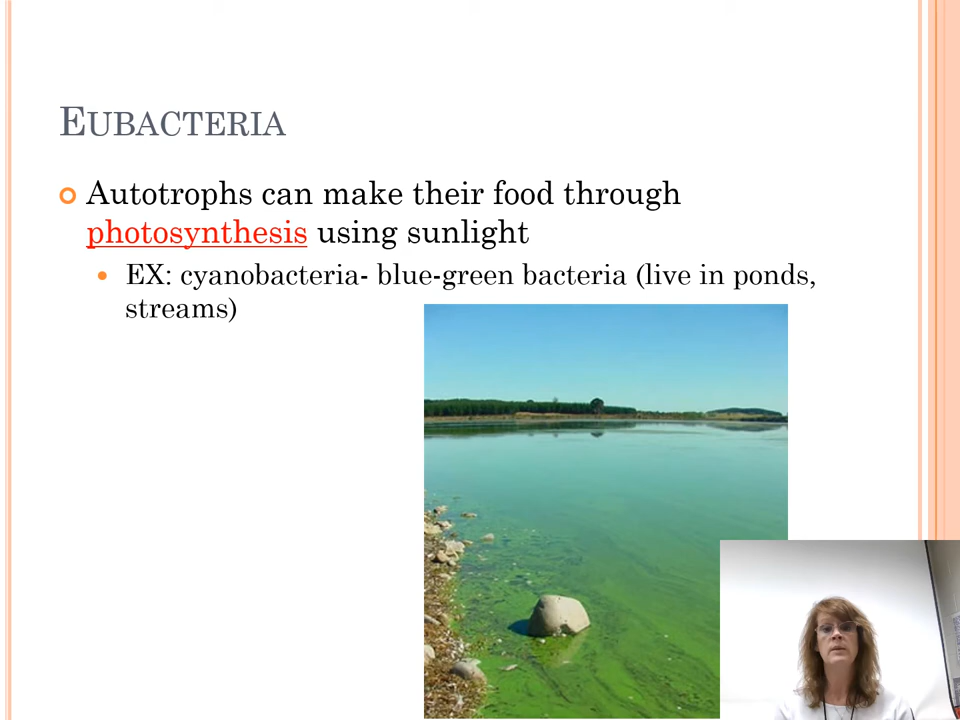 EUBACTERIA
Autotrophs can make their food through
photosynthesis using sunlight
EX: cyanobacteria- blue-green bacteria (live in ponds,
streams)